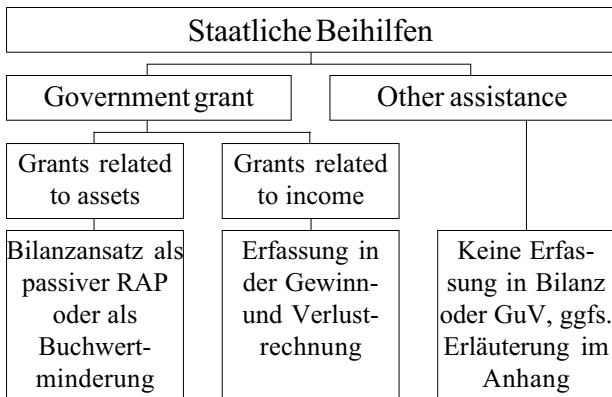 Staatliche Beihilfen
Government grant
Other assistance
Grants related
to assets
Grants related
to income
Bilanzansatz als
passiver RAP
oder als
Buchwert-
minderung
Erfassung in
der Gewinn-
und Verlust-
rechnung
Keine Erfas-
sung in Bilanz
oder GuV, ggfs.
Erläuterung im
Anhang